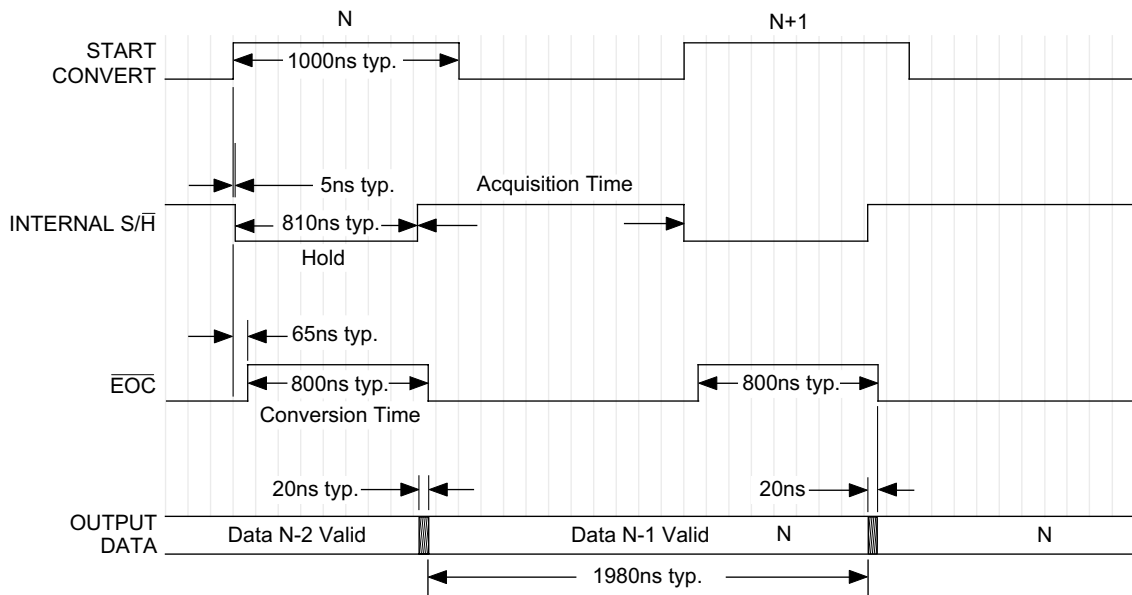 N
N+1
START
CONVERT
1000ns typ.
5ns typ.
Acquisition Time
INTERNAL S/H̅
810ns typ.
Hold
65ns typ.
E̅O̅C̅
800ns typ.
800ns typ.
Conversion Time
20ns typ.
20ns
OUTPUT
DATA
Data N-2 Valid
Data N-1 Valid
N
N
1980ns typ.